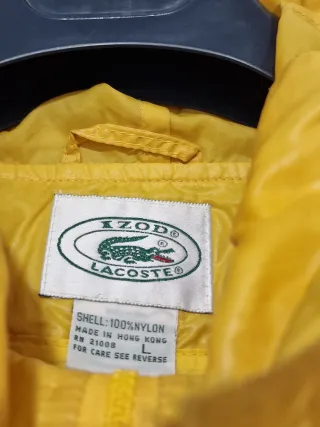 IZOD®
®
LACOSTE®
SHELL: 100% NYLON
MADE IN HONG KONG
RN 21008 L
FOR CARE SEE REVERSE